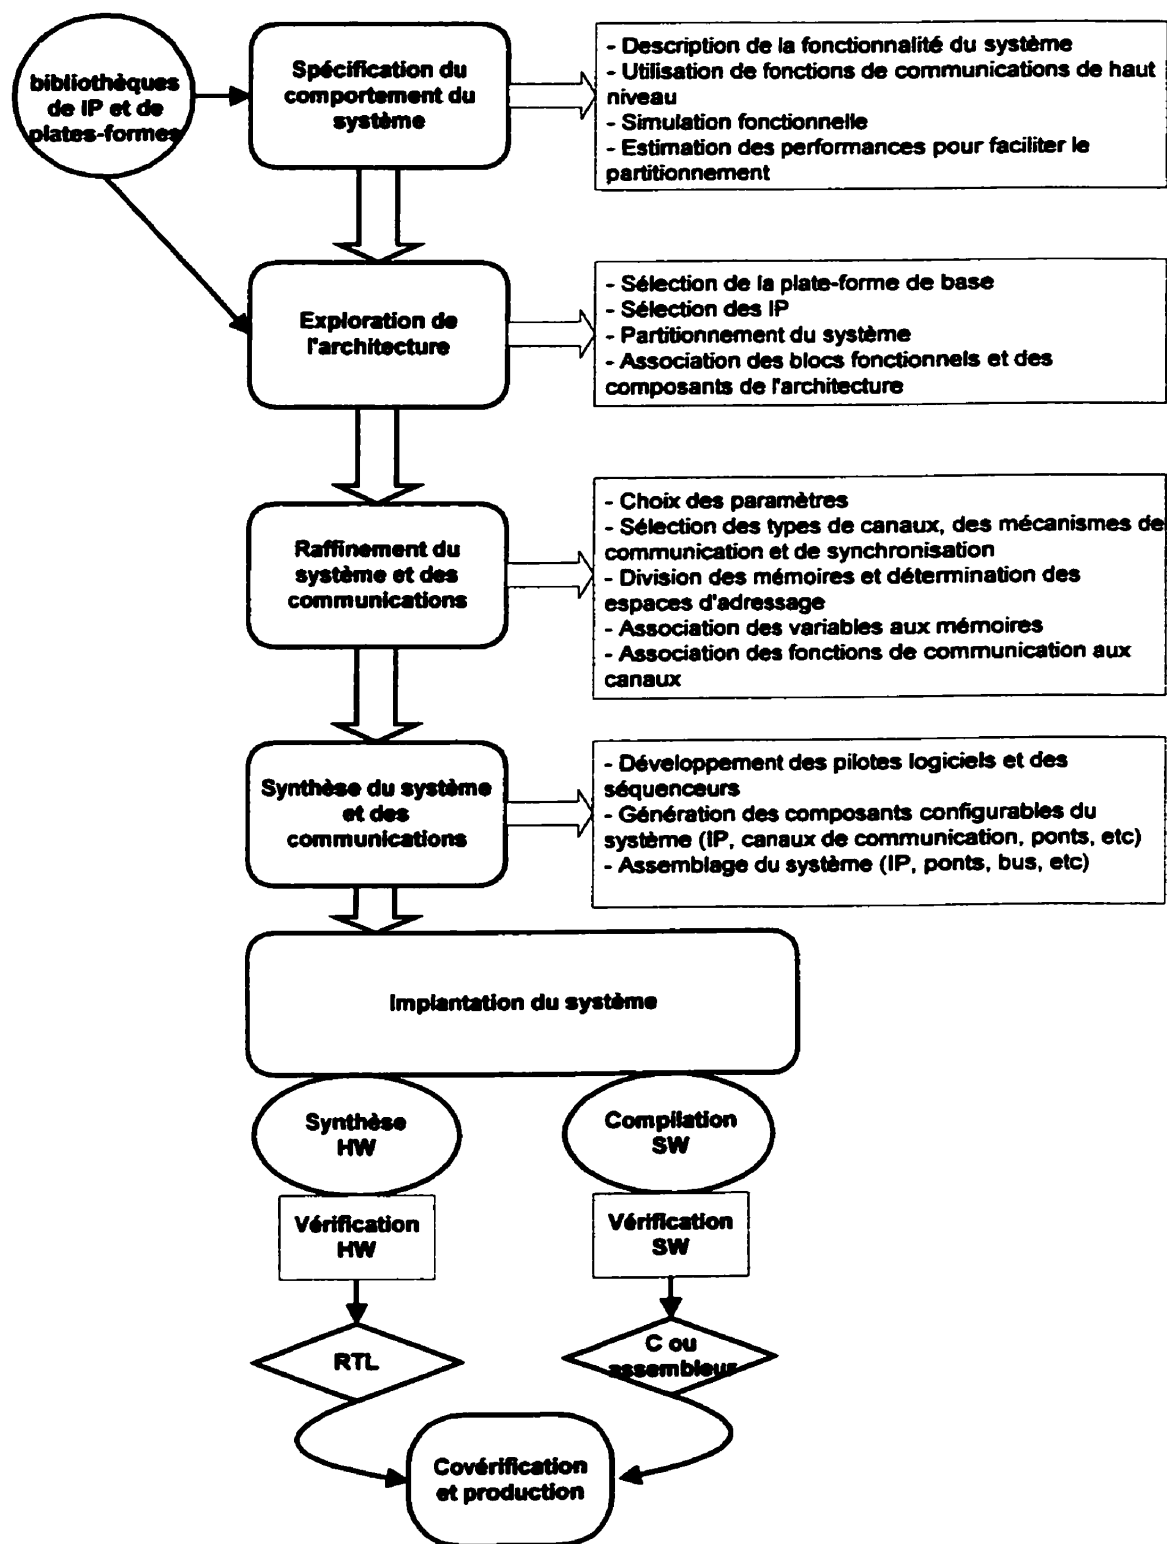 bibliothèques
de IP et de
plates-formes
Spécification du
comportement du
système
- Description de la fonctionnalité du système
- Utilisation de fonctions de communications de haut
niveau
- Simulation fonctionnelle
- Estimation des performances pour faciliter le
partitionnement
Exploration de
l'architecture
- Sélection de la plate-forme de base
- Sélection des IP
- Partitionnement du système
- Association des blocs fonctionnels et des
composants de l'architecture
Raffinement du
système et des
communications
- Choix des paramètres
- Sélection des types de canaux, des mécanismes de
communication et de synchronisation
- Division des mémoires et détermination des
espaces d'adressage
- Association des variables aux mémoires
- Association des fonctions de communication aux
canaux
Synthèse du système
et des
communications
- Développement des pilotes logiciels et des
séquenceurs
- Génération des composants configurables du
système (IP, canaux de communication, ponts, etc)
- Assemblage du système (IP, ponts, bus, etc)
Implantation du système
Synthèse
HW
Compilation
SW
Vérification
HW
Vérification
SW
RTL
C ou
assembleur
Covérification
et production